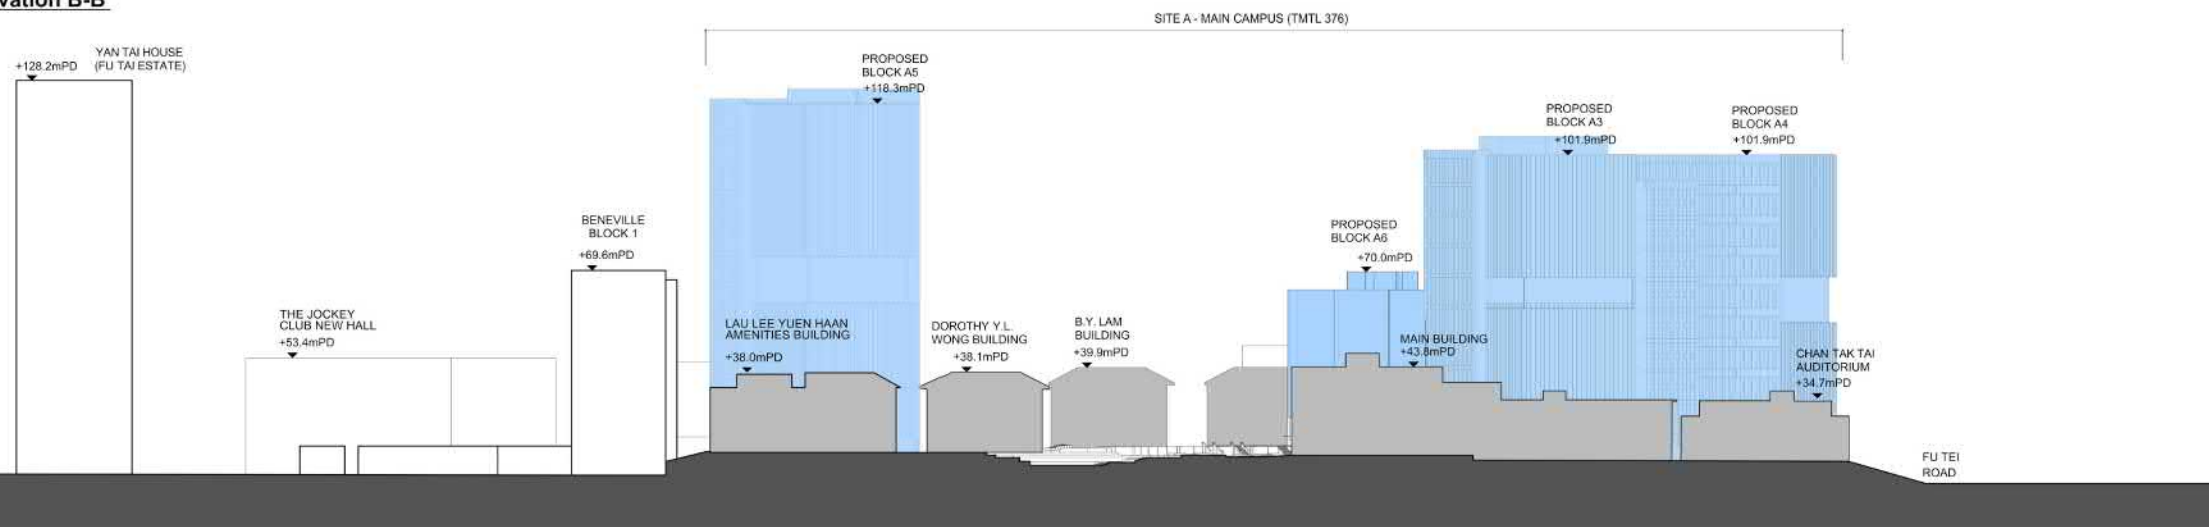 vation B-B
SITE A - MAIN CAMPUS (TMTL 376)
YAN TAI HOUSE
(FU TAI ESTATE)
+128.2mPD
PROPOSED
BLOCK A5
+118.3mPD
PROPOSED
BLOCK A3
+101.9mPD
PROPOSED
BLOCK A4
+101.9mPD
BENEVILLE
BLOCK 1
+69.6mPD
PROPOSED
BLOCK A6
+70.0mPD
THE JOCKEY
CLUB NEW HALL
+53.4mPD
LAU LEE YUEN HAAN
AMENITIES BUILDING
+38.0mPD
DOROTHY Y.L.
WONG BUILDING
+38.1mPD
B.Y. LAM
BUILDING
+39.9mPD
MAIN BUILDING
+43.8mPD
CHAN TAK TAI
AUDITORIUM
+34.7mPD
FU TEI
ROAD